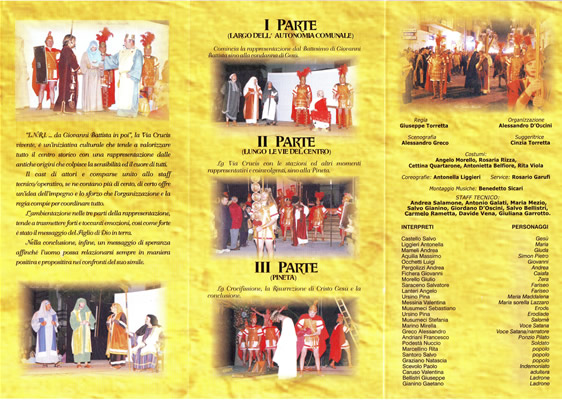 "I.N.R.I. ... da Giovanni Battista in poi", la Via Crucis
vivente, è un'iniziativa culturale che tende a valorizzare
tutto il centro storico con una rappresentazione dalle
antiche origini che colpisce la sensibilità ed il cuore di tutti.
Il cast di attori e comparse unito allo staff
tecnico/operativo, se ne contano più di cento, di certo offre
un'idea dell'impegno e lo sforzo che l'organizzazione e la
regia compie per coordinare tutto.
L'ambientazione nelle tre parti della rappresentazione,
tende a trasmettere forti e toccanti emozioni, così come forte
è stato il messaggio del Figlio di Dio in terra.
Nella conclusione, infine, un messaggio di speranza
affinchè l'uomo possa relazionarsi sempre in maniera
positiva e propositiva nei confronti del suo simile.
I PARTE
(LARGO DELL' AUTONOMIA COMUNALE)
Comincia la rappresentazione dal Battesimo di Giovanni
Battista sino alla condanna di Gesù.
II PARTE
(LUNGO LE VIE DEL CENTRO)
La Via Crucis con le stazioni ed altri momenti
rappresentativi e coinvolgenti, sino alla Pineta.
III PARTE
(PINETA)
La Crocifissione, la Risurrezione di Cristo Gesù e la
conclusione.
Regia
Giuseppe Torretta
Organizzazione
Alessandro D'Oscini
Scenografia
Alessandro Greco
Suggeritrice
Cinzia Torretta
Costumi:
Angelo Morello, Rosaria Rizza,
Cettina Quartarone, Antonietta Belfiore, Rita Viola
Coreografie: Antonella Liggieri Service: Rosario Garufi
Montaggio Musiche: Benedetto Sicari
STAFF TECNICO:
Andrea Salamone, Antonio Galati, Maria Mezio,
Salvo Gianino, Giordano D'Oscini, Salvo Bellistri,
Carmelo Rametta, Davide Vena, Giuliana Garrotto.
INTERPRETI PERSONAGGI
Castello Salvo Gesù
Liggieri Antonella Maria
Mameli Andrea Giuda
Aquilia Massimo Simon Pietro
Occhetti Luigi Giovanni
Pergolizzi Andrea Andrea
Fichera Giovanni Caiafa
Morello Giulio Zera
Saraceno Salvatore Fariseo
Lanteri Angelo Fariseo
Ursino Pina Maria Maddalena
Messina Valentina Maria sorella Lazzaro
Musumeci Sebastiano Erode
Ursino Pina Erodiade
Musumeci Stefania Salomè
Marino Mirella Voce Satana
Greco Alessandro Voce Satana/narratore
Andriani Francesco Ponzio Pilato
Podestà Nuccio Soldato
Marcellino Rita popolo
Santoro Salvo popolo
Graziano Natascia popolo
Scevolo Paolo Indemoniato
Caruso Valentina adultera
Bellistri Giuseppe Ladrone
Gianino Gaetano Ladrone